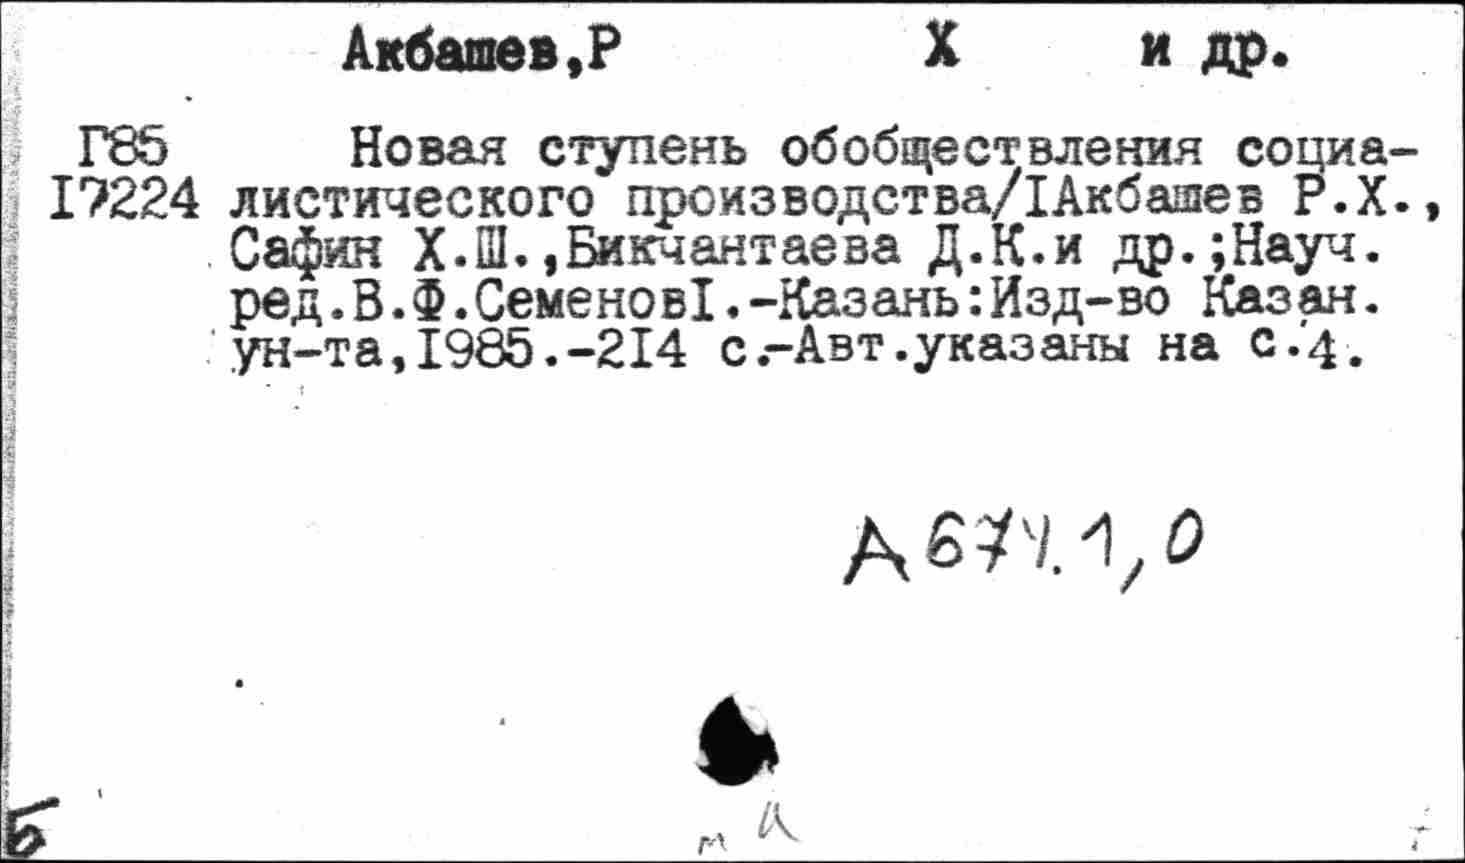 Акбашев,Р Х и др.
Г85 Новая ступень обобществления социа-
I7224 листического производства/IАкбашев Р.Х.,
Сафин Х.Ш.,Бикчантаева Д.К.и др.;Науч.
ред.В.Ф.СеменовI.-Казань:Изд-во Казан.
ун-та,I985.-2I4 с.-Авт.указаны на с.4.
А674.1,0
Б